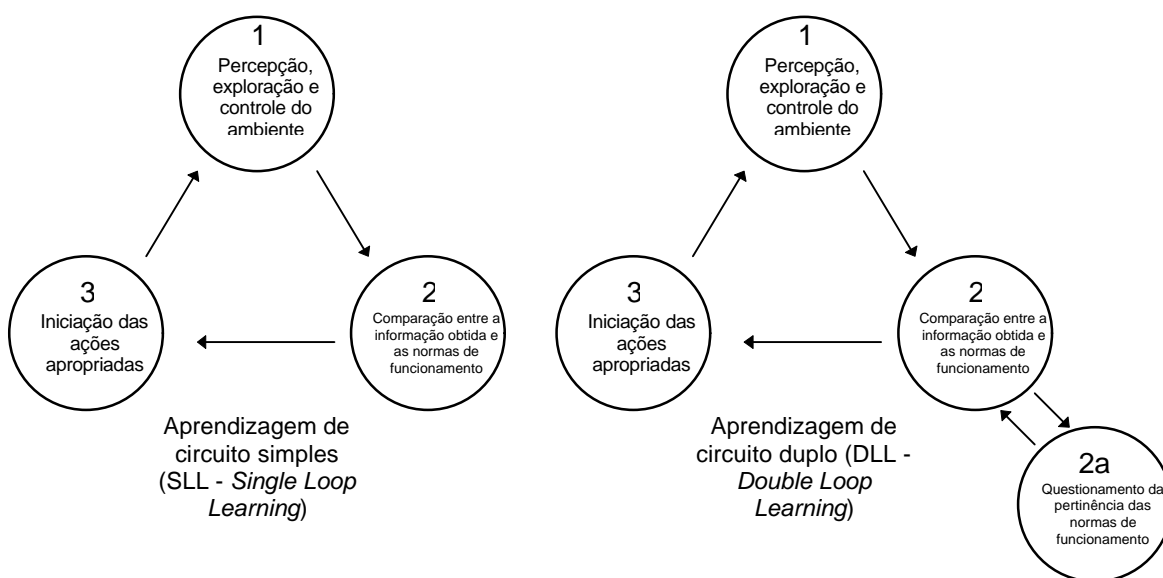 1
Percepção,
exploração e
controle do
ambiente
3
Iniciação das
ações
apropriadas
2
Comparação entre a
informação obtida e
as normas de
funcionamento
Aprendizagem de
circuito simples
(SLL - Single Loop
Learning)
1
Percepção,
exploração e
controle do
ambiente
3
Iniciação das
ações
apropriadas
2
Comparação entre a
informação obtida e
as normas de
funcionamento
Aprendizagem de
circuito duplo (DLL -
Double Loop
Learning)
2a
Questionamento da
pertinência das
normas de
funcionamento